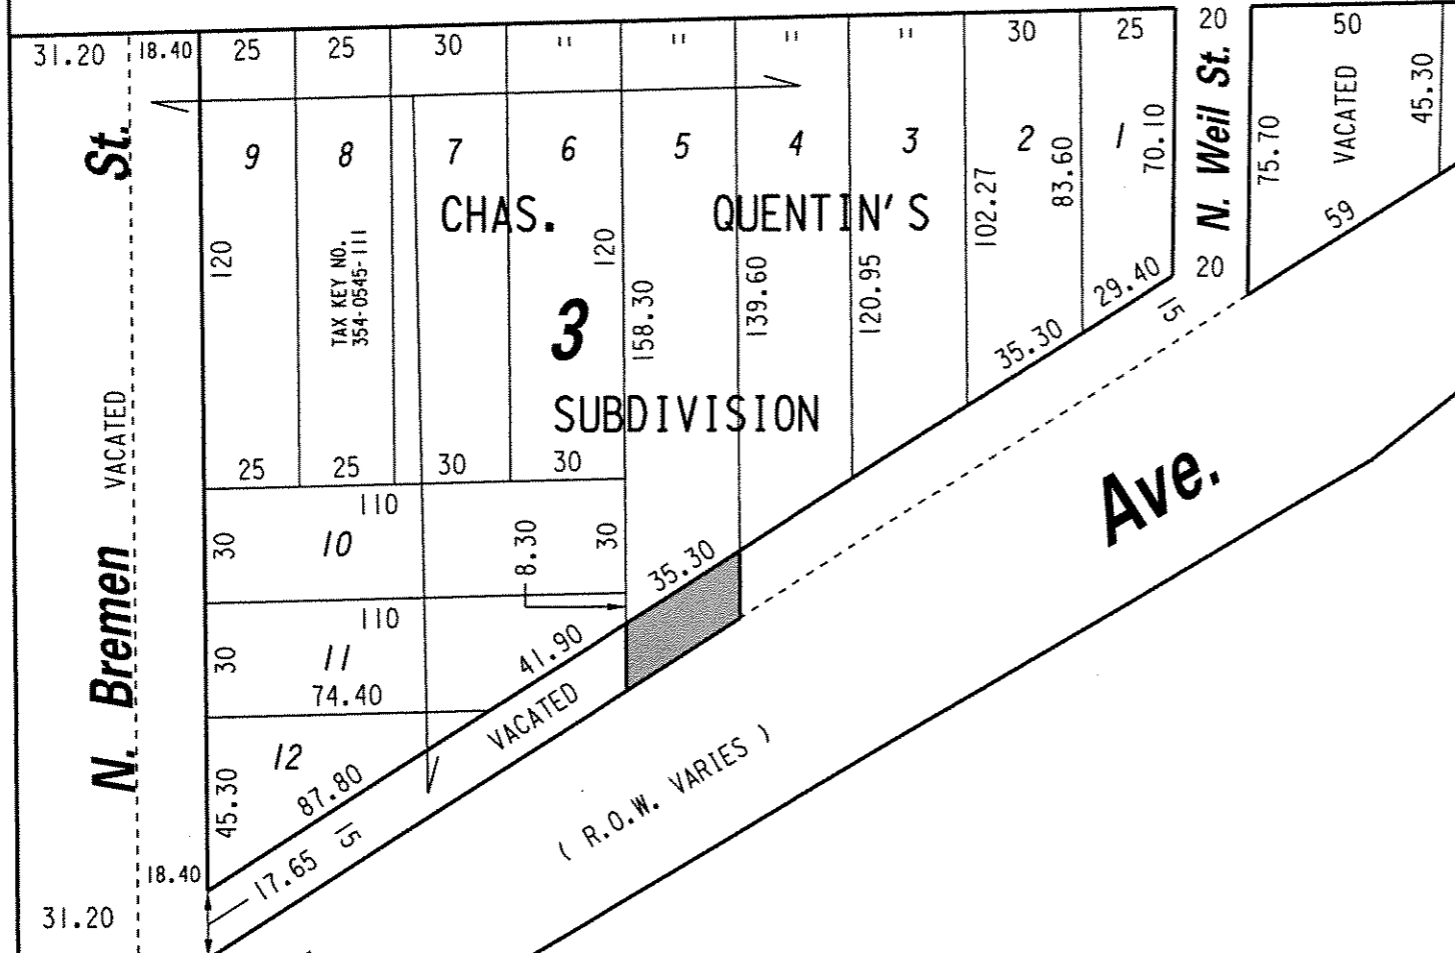 31.20 18.40 25 25 30 " " " " 30 25 20 50
N. Bremen St.
VACATED
9 8 7 6 5 4 3 2 1
N. Weil St.
75.70
VACATED
45.30
CHAS. QUENTIN'S
3
SUBDIVISION
120
TAX KEY NO.
354-0545-111
120
158.30
139.60
120.95
102.27
83.60
70.10
20
59
29.40
15
35.30
25 25 30 30
110
30
10
8.30
30
35.30
Ave.
110
30
11
41.90
74.40
VACATED
12
45.30
87.80
15
( R.O.W. VARIES )
18.40
17.65
31.20